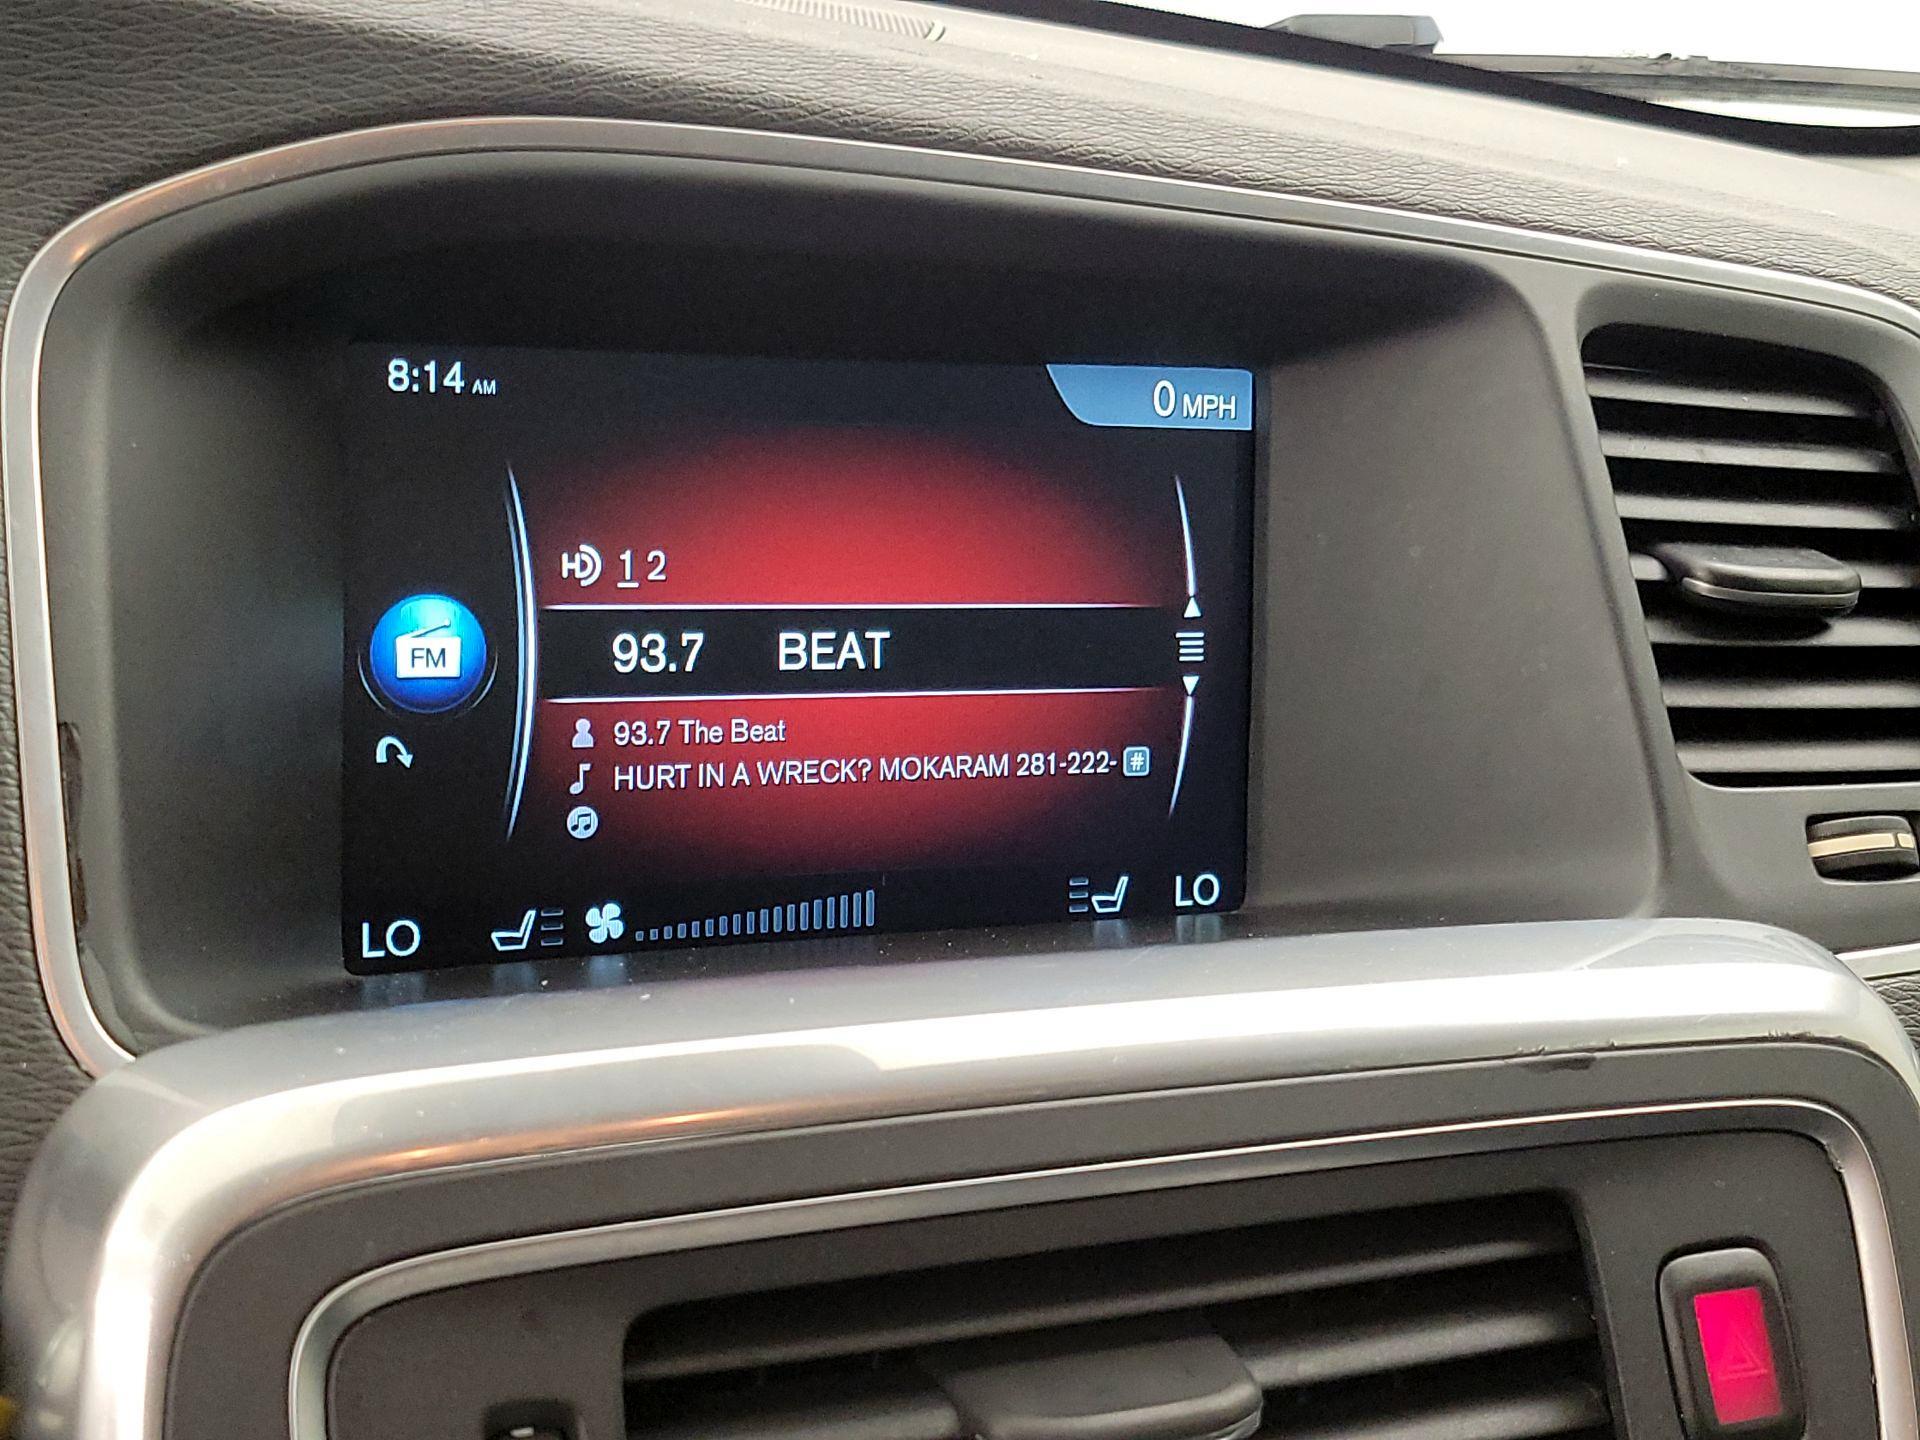 8:14 AM
0 MPH
HD 1 2
FM
93.7 BEAT
93.7 The Beat
HURT IN A WRECK? MOKARAM 281-222- #
LO
LO